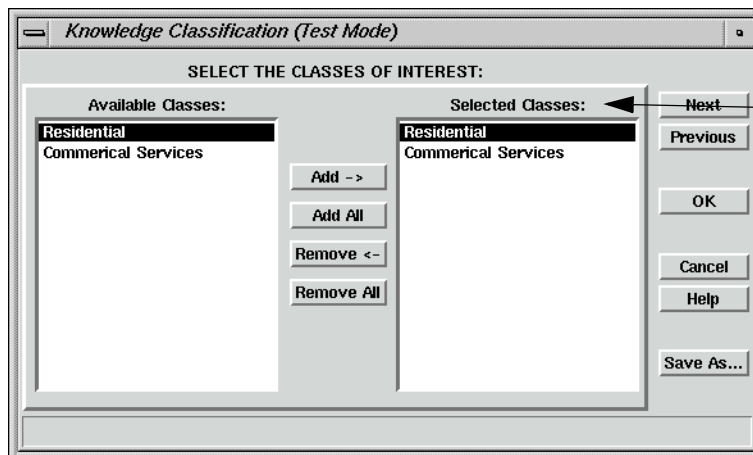 Knowledge Classification (Test Mode)
SELECT THE CLASSES OF INTEREST:
Available Classes:
Residential
Commerical Services
Add ->
Add All
Remove <-
Remove All
Selected Classes:
Residential
Commerical Services
Next
Previous
OK
Cancel
Help
Save As...